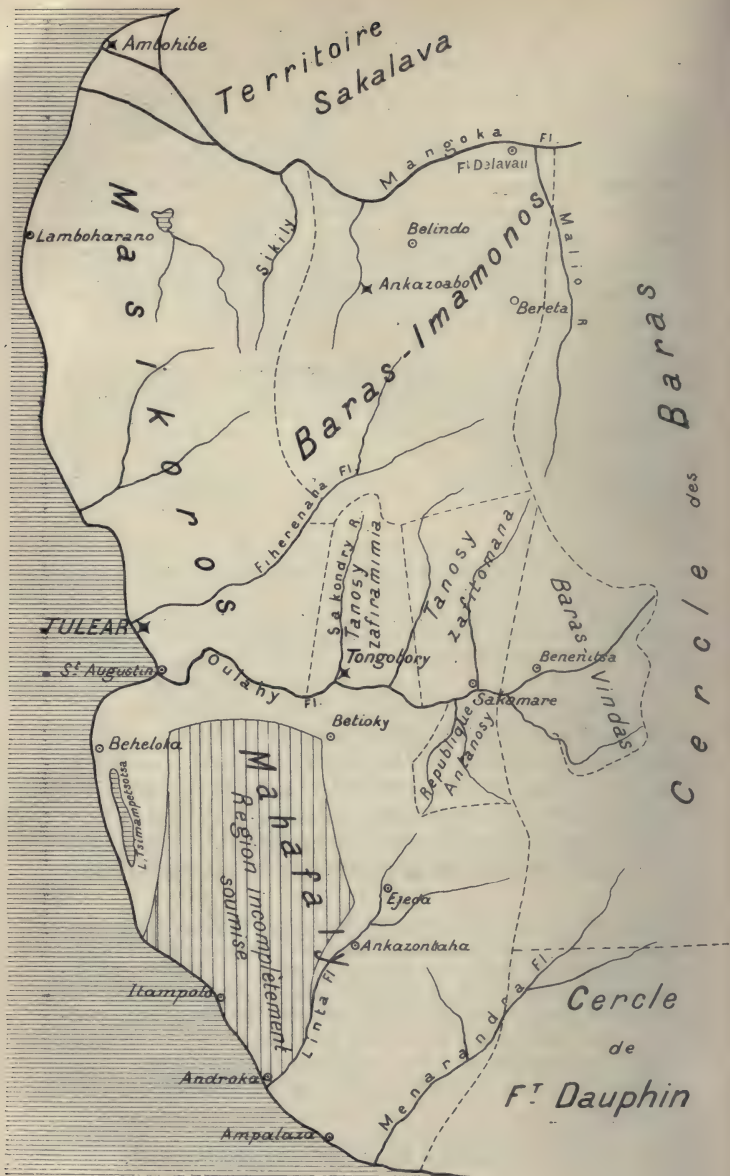 Ambohibe
Territoire
Sakalava
Mangoka Fl.
Ft Delavau
Masikoros
Lamboharano
Sikily
Belindo
Ankazoabo
Malio R
Bereta
Baras-Imamonos
Cercle des Baras
Fiherenana Fl.
Sakondry R.
Tanosy
zafiramimia
Tanosy
zafitomana
Baras Vindas
TULEAR
St Augustin
Oulahy Fl.
Tongobory
Benenitsa
Sakamare
Betioky
République
Antanosy
Beheloka
L. Tsimampetsotsa
Mahafaly
Région incomplètement
soumise
Ejeda
Ankazontaha
Linta Fl.
Itampolo
Menarandra Fl.
Cercle
de
FT Dauphin
Androka
Ampalaza